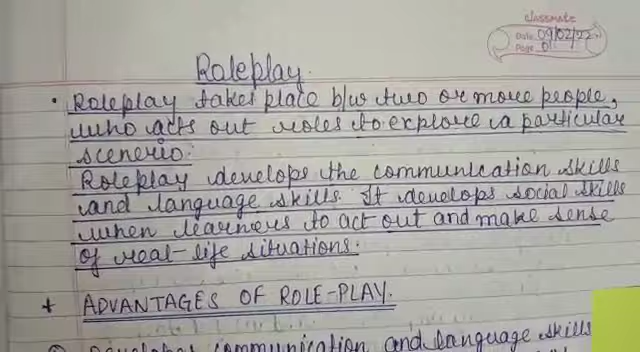 classmate
Date 09/02/22
Page 01
Roleplay.
• Roleplay takes place b/w two or more people,
who acts out roles to explore a particular
scenerio.
Roleplay develops the communication skills
and language skills. It develops social skills
when learners to act out and make sense
of real-life situations.
+ ADVANTAGES OF ROLE-PLAY.
Develops communication and language skills